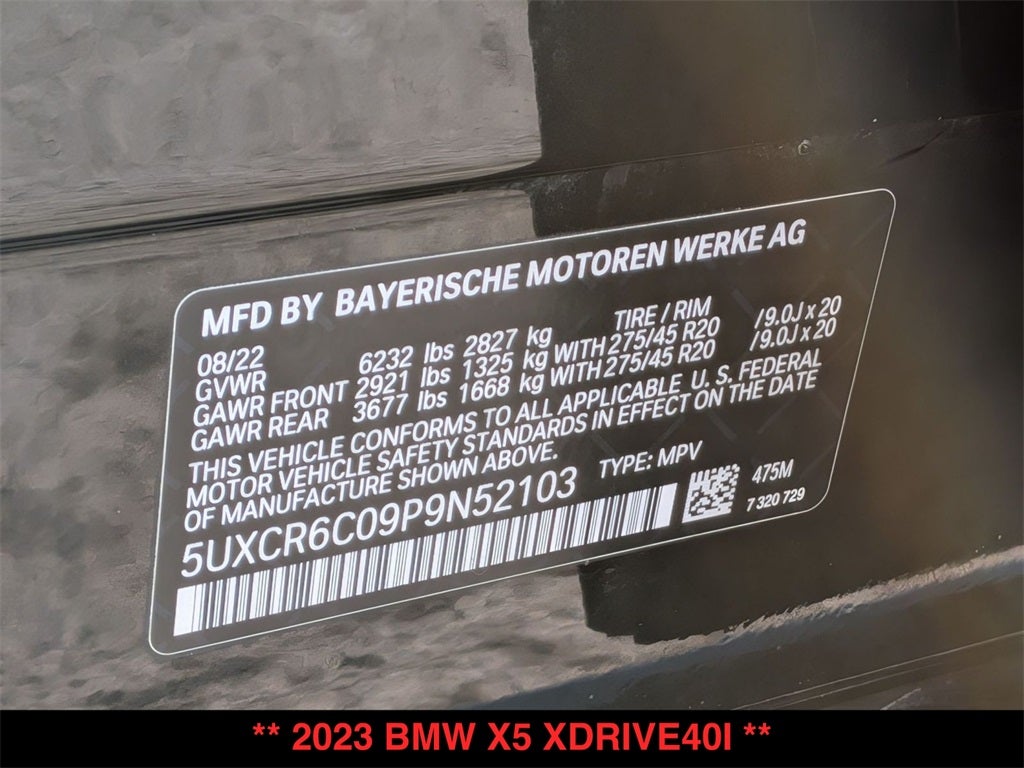 MFD BY BAYERISCHE MOTOREN WERKE AG
08/22 TIRE / RIM
GVWR 6232 lbs 2827 kg
GAWR FRONT 2921 lbs 1325 kg WITH 275/45 R20 /9.0J x 20
GAWR REAR 3677 lbs 1668 kg WITH 275/45 R20 /9.0J x 20
THIS VEHICLE CONFORMS TO ALL APPLICABLE U. S. FEDERAL
MOTOR VEHICLE SAFETY STANDARDS IN EFFECT ON THE DATE
OF MANUFACTURE SHOWN ABOVE.
5UXCR6C09P9N52103 TYPE: MPV
475M
7 320 729
** 2023 BMW X5 XDRIVE40I **